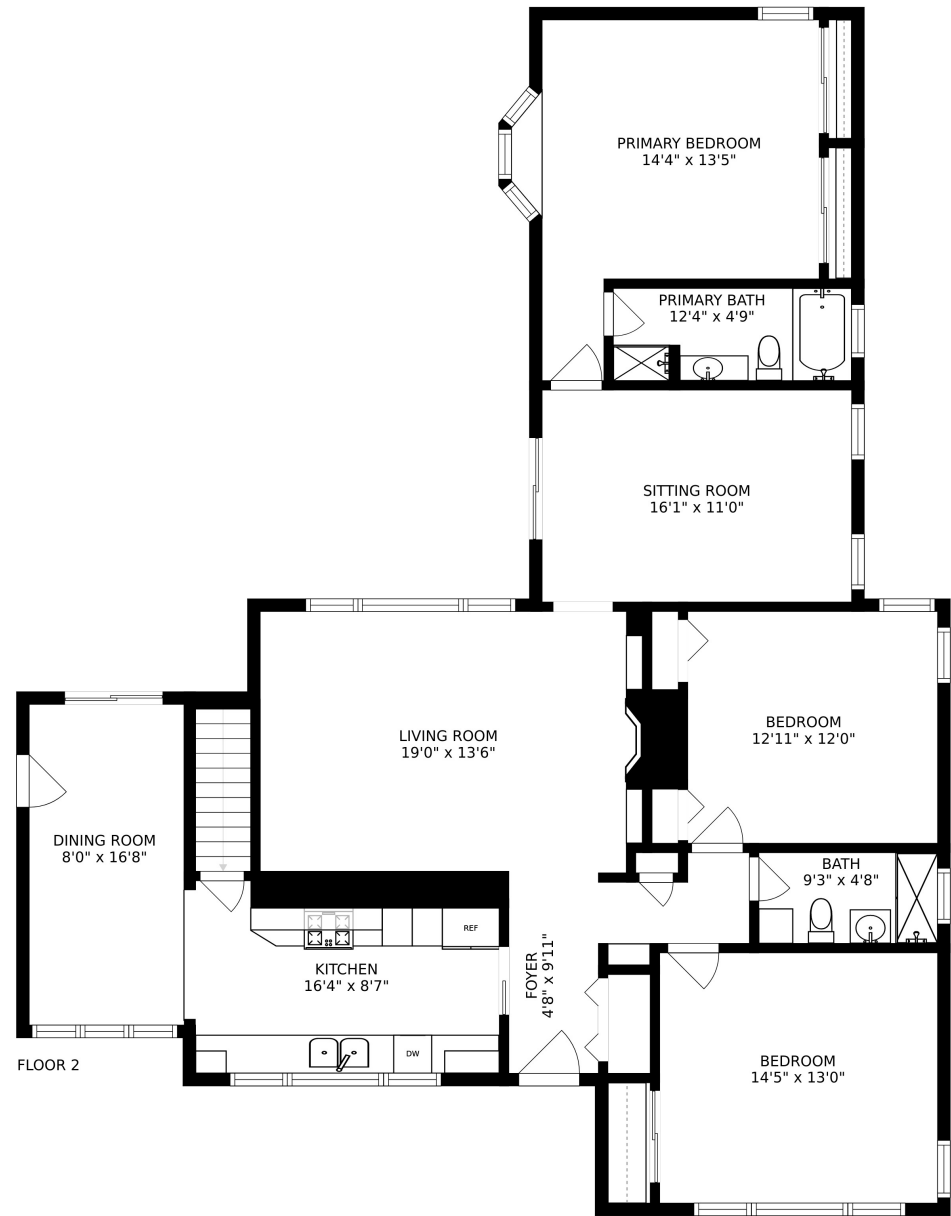 PRIMARY BEDROOM
14'4" x 13'5"
PRIMARY BATH
12'4" x 4'9"
SITTING ROOM
16'1" x 11'0"
LIVING ROOM
19'0" x 13'6"
BEDROOM
12'11" x 12'0"
DINING ROOM
8'0" x 16'8"
BATH
9'3" x 4'8"
REF
KITCHEN
16'4" x 8'7"
FOYER
4'8" x 9'11"
DW
BEDROOM
14'5" x 13'0"
FLOOR 2